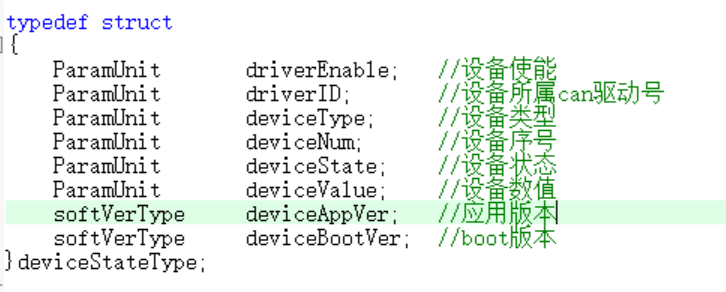 typedef struct
{
ParamUnit driverEnable; //设备使能
ParamUnit driverID; //设备所属can驱动号
ParamUnit deviceType; //设备类型
ParamUnit deviceNum; //设备序号
ParamUnit deviceState; //设备状态
ParamUnit deviceValue; //设备数值
softVerType deviceAppVer; //应用版本
softVerType deviceBootVer; //boot版本
}deviceStateType;